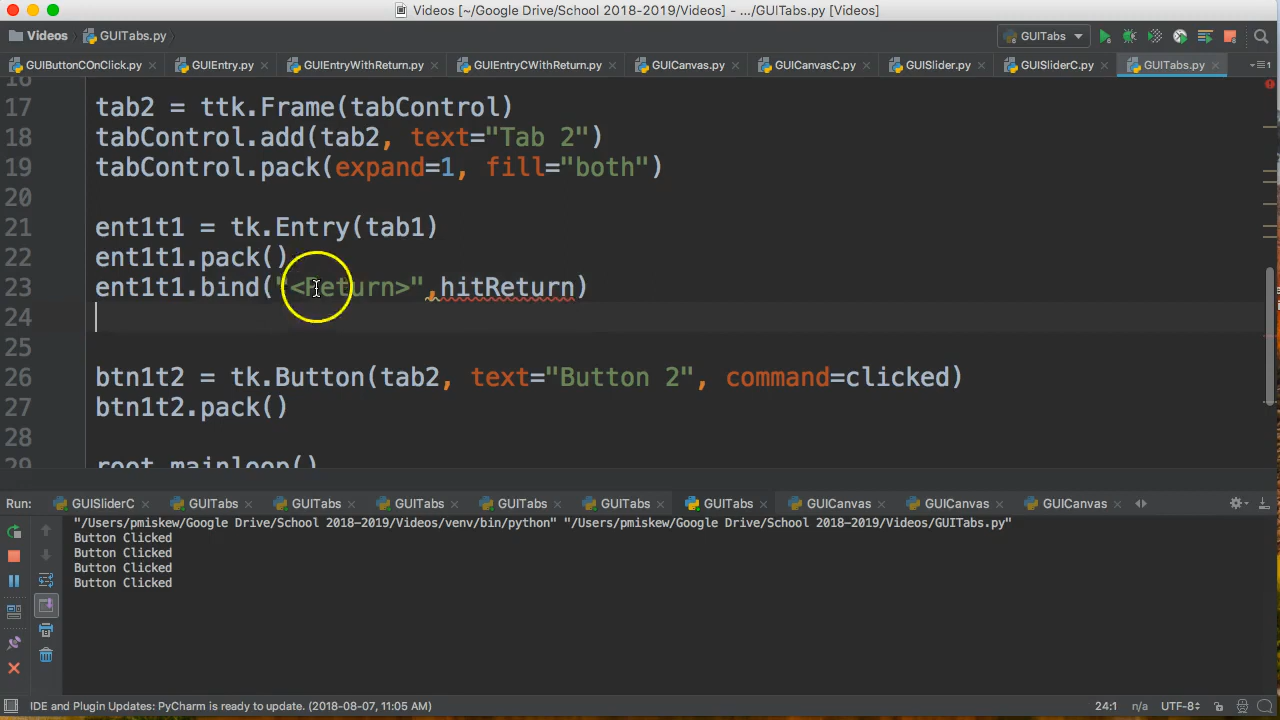 Videos [~/Google Drive/School 2018-2019/Videos] - .../GUITabs.py [Videos]
Videos GUITabs.py GUITabs
GUIButtonCOnClick.py GUIEntry.py GUIEntryWithReturn.py GUIEntryCWithReturn.py GUICanvas.py GUICanvasC.py GUISlider.py GUISliderC.py GUITabs.py
16
17 tab2 = ttk.Frame(tabControl)
18 tabControl.add(tab2, text="Tab 2")
19 tabControl.pack(expand=1, fill="both")
20
21 ent1t1 = tk.Entry(tab1)
22 ent1t1.pack()
23 ent1t1.bind("<Return>",hitReturn)
24
25
26 btn1t2 = tk.Button(tab2, text="Button 2", command=clicked)
27 btn1t2.pack()
28
29 root.mainloop()
Run: GUISliderC GUITabs GUITabs GUITabs GUITabs GUITabs GUITabs GUICanvas GUICanvas GUICanvas
"/Users/pmiskew/Google Drive/School 2018-2019/Videos/venv/bin/python" "/Users/pmiskew/Google Drive/School 2018-2019/Videos/GUITabs.py"
Button Clicked
Button Clicked
Button Clicked
Button Clicked
IDE and Plugin Updates: PyCharm is ready to update. (2018-08-07, 11:05 AM) 24:1 n/a UTF-8